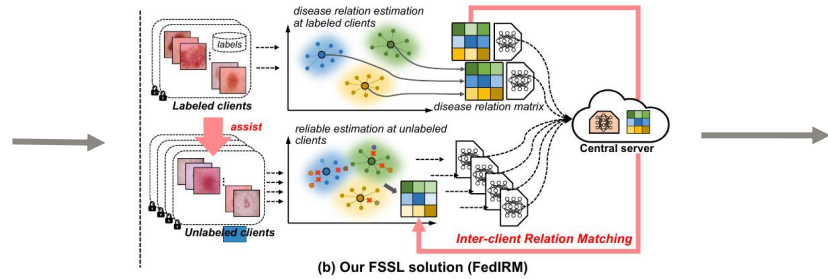 disease relation estimation
at labeled clients
labels
Labeled clients
disease relation matrix
assist
reliable estimation at unlabeled
clients
Central server
Unlabeled clients
Inter-client Relation Matching
(b) Our FSSL solution (FedIRM)